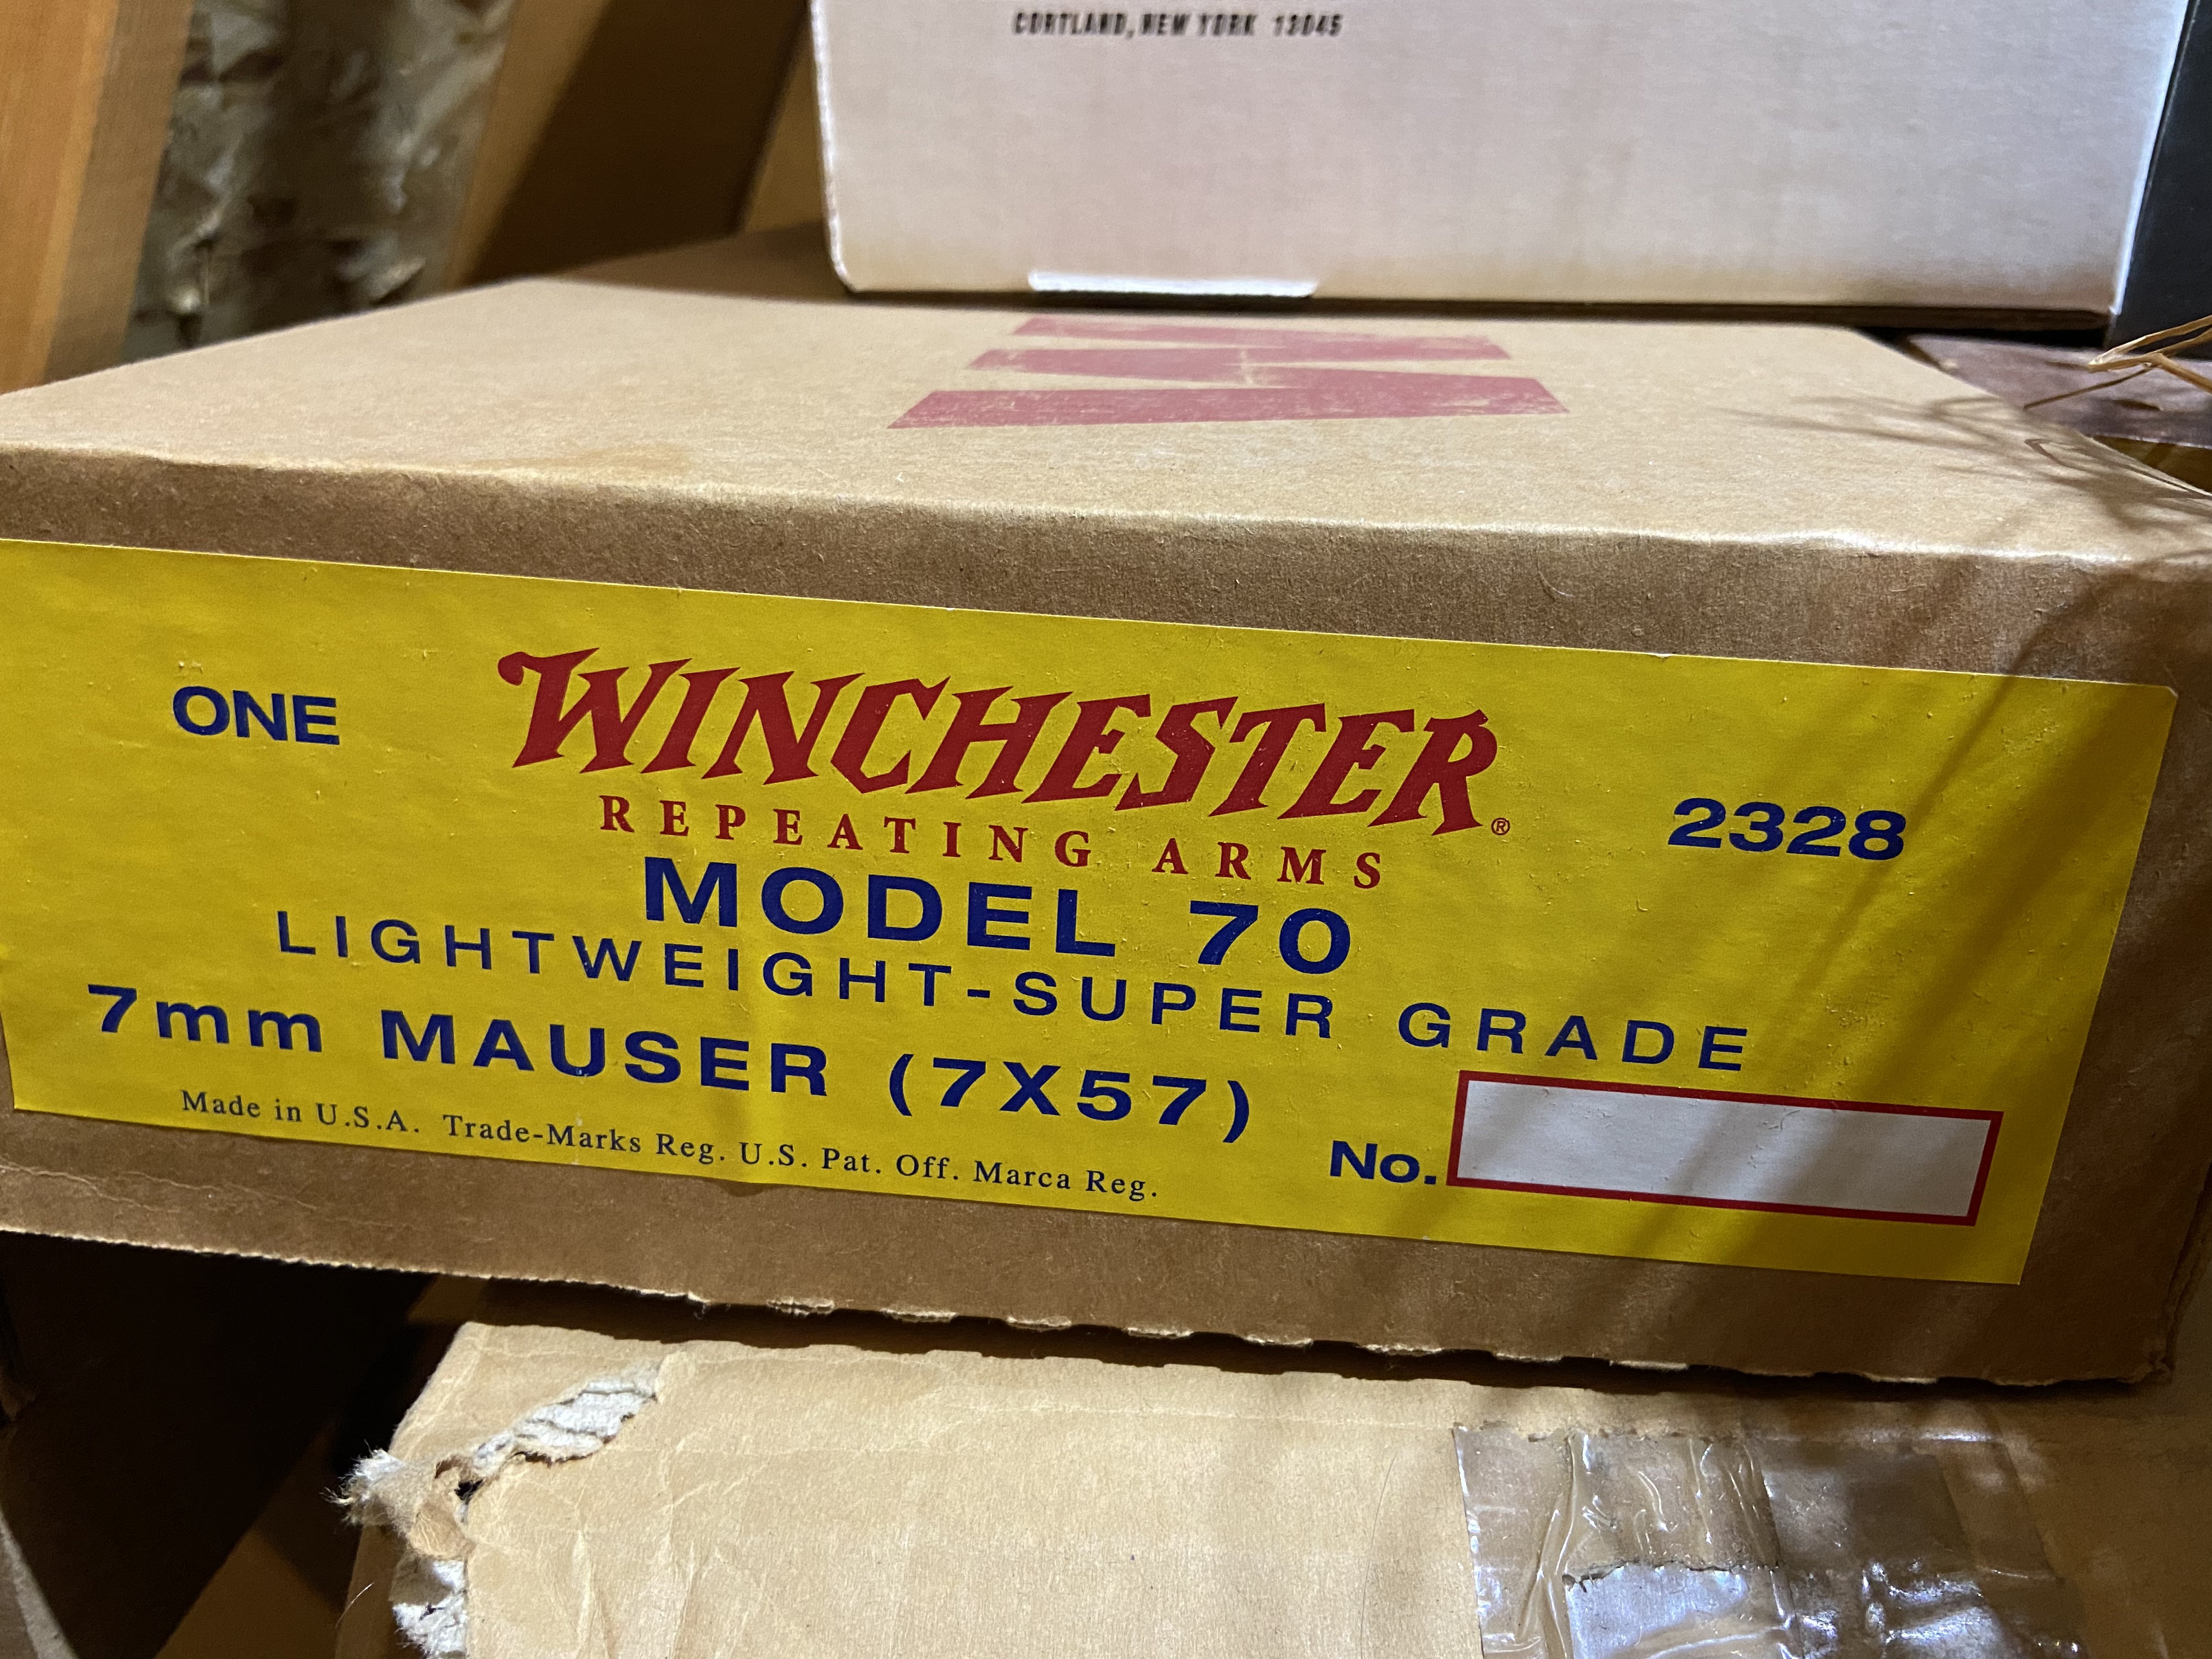 CORTLAND, NEW YORK 13045
W
ONE
WINCHESTER®
2328
REPEATING ARMS
MODEL 70
LIGHTWEIGHT-SUPER GRADE
7mm MAUSER (7X57)
Made in U.S.A. Trade-Marks Reg. U.S. Pat. Off. Marca Reg.
No.